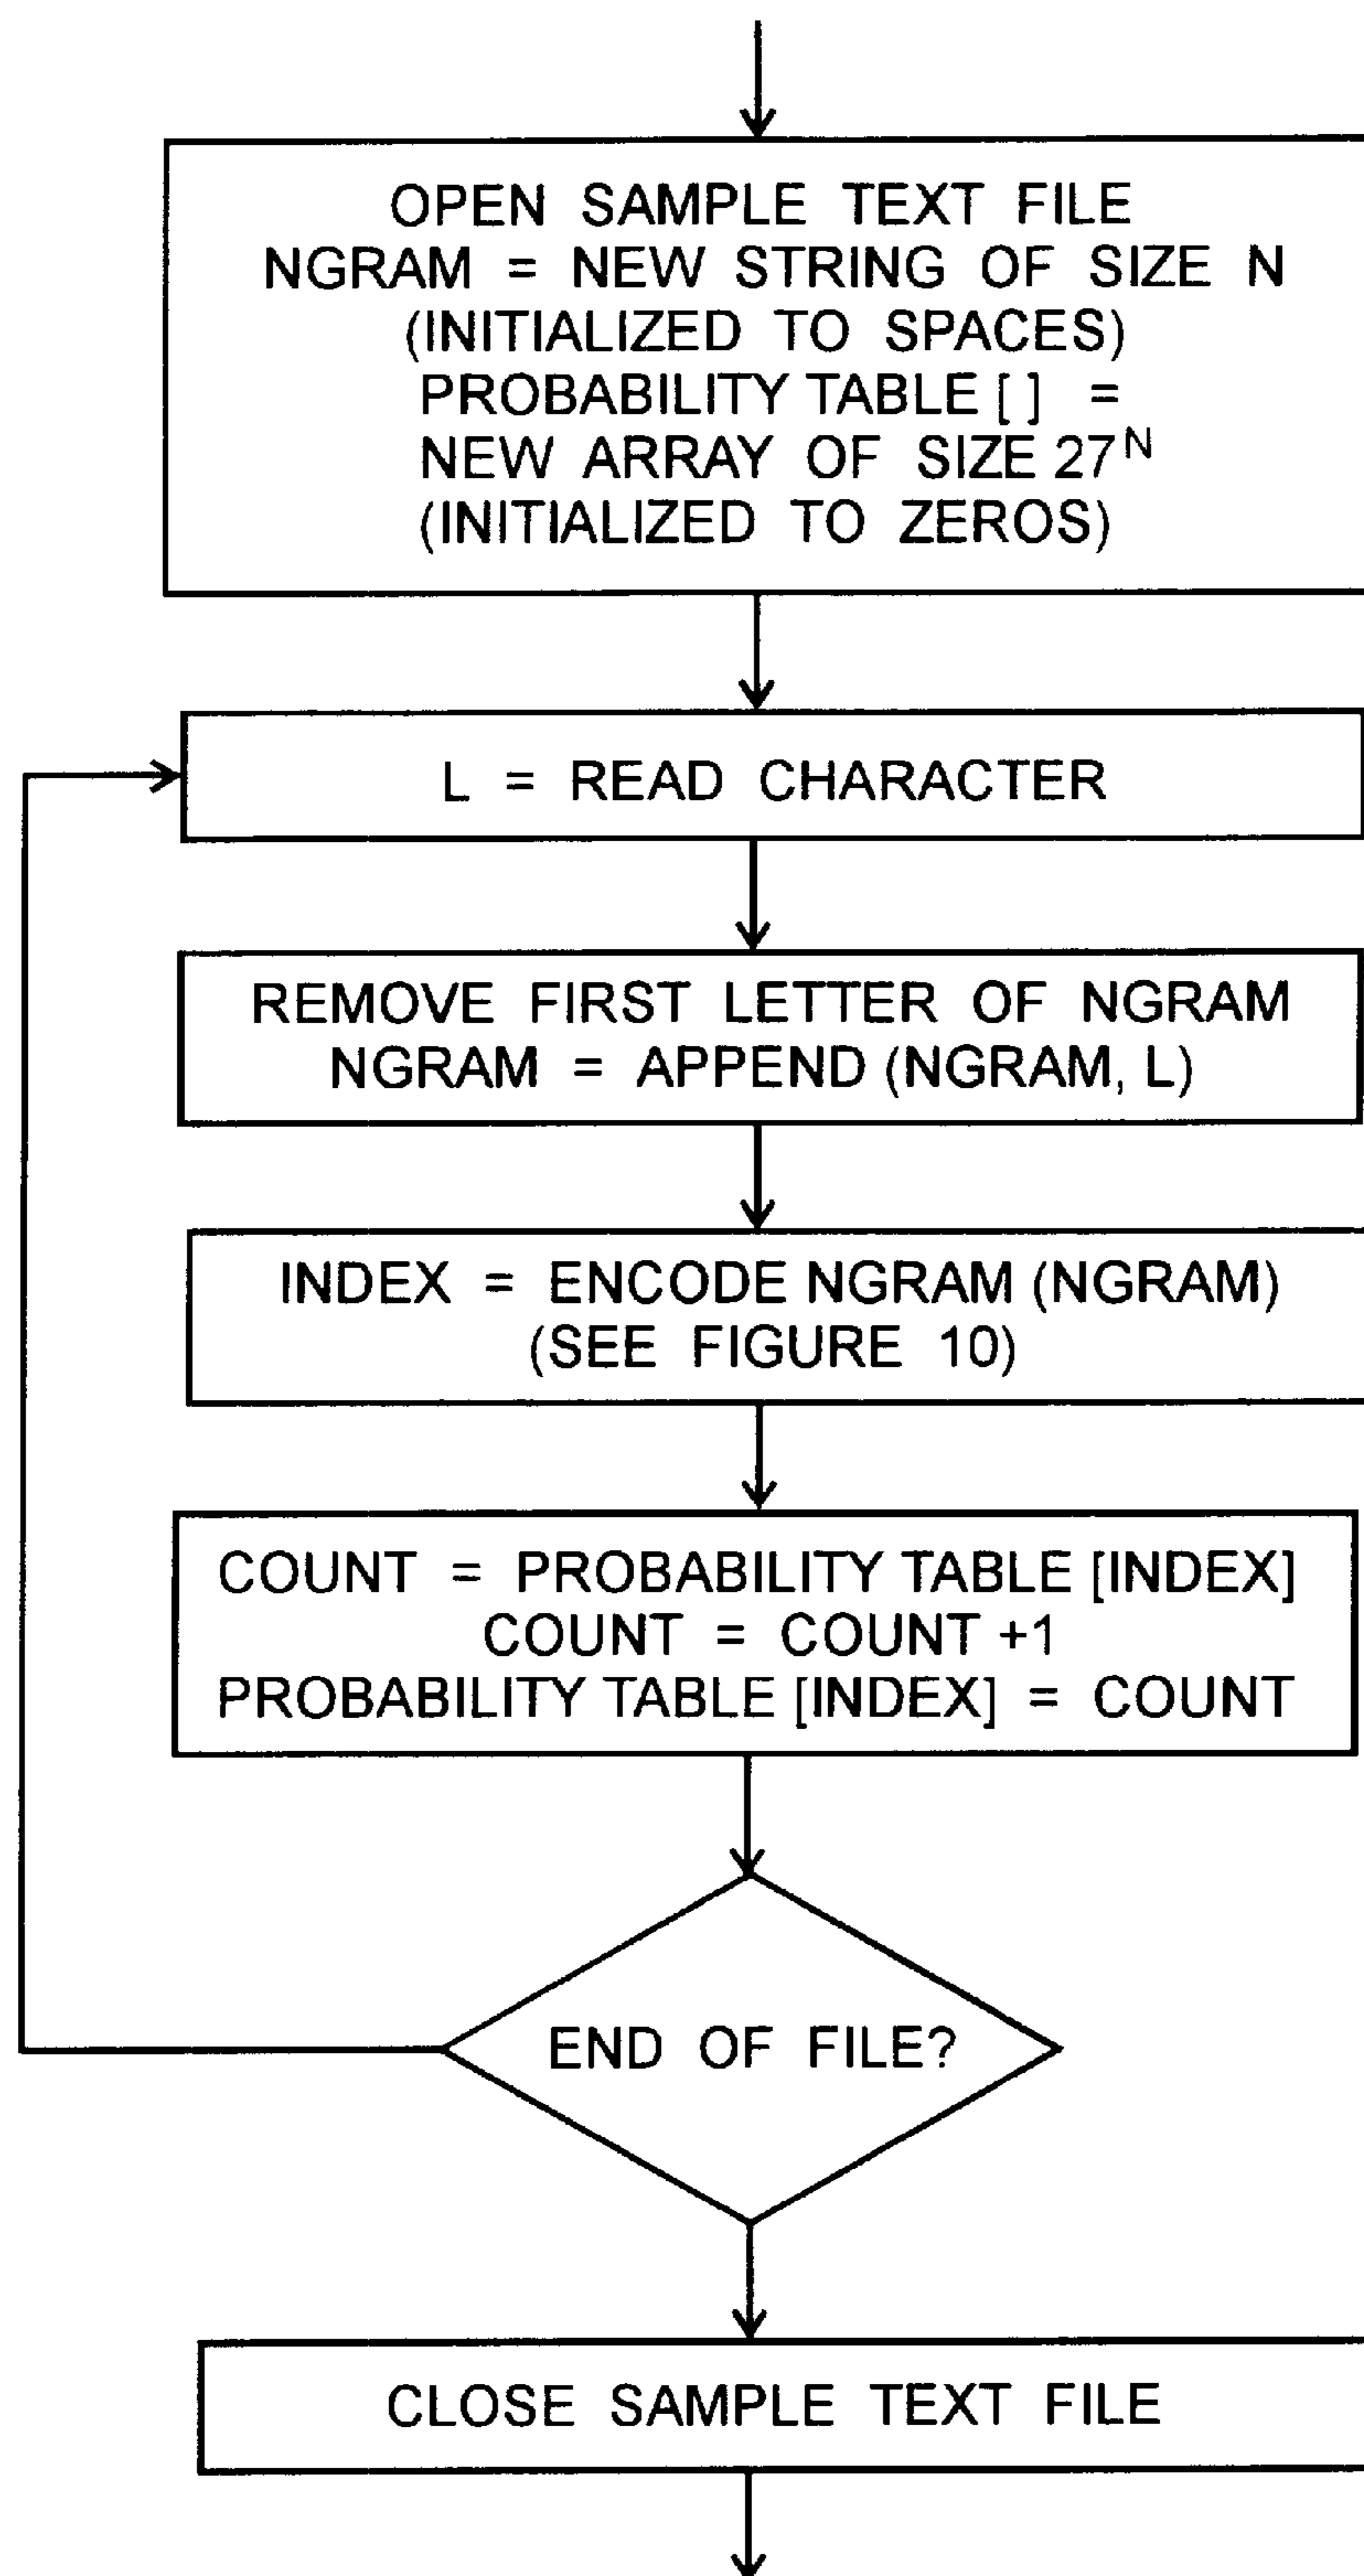 OPEN SAMPLE TEXT FILE
NGRAM = NEW STRING OF SIZE N
(INITIALIZED TO SPACES)
PROBABILITY TABLE [ ] =
NEW ARRAY OF SIZE 27^N
(INITIALIZED TO ZEROS)
L = READ CHARACTER
REMOVE FIRST LETTER OF NGRAM
NGRAM = APPEND (NGRAM, L)
INDEX = ENCODE NGRAM (NGRAM)
(SEE FIGURE 10)
COUNT = PROBABILITY TABLE [INDEX]
COUNT = COUNT +1
PROBABILITY TABLE [INDEX] = COUNT
END OF FILE?
CLOSE SAMPLE TEXT FILE